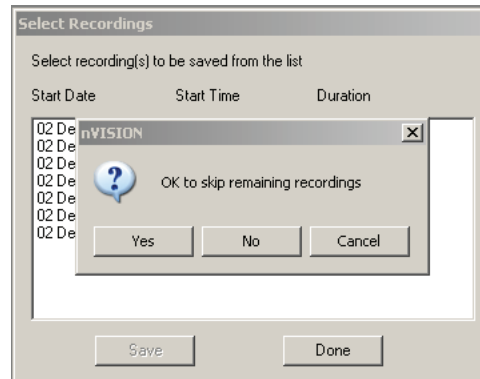 Select Recordings
Select recording(s) to be saved from the list
Start Date Start Time Duration
02 De
nVISION
02 De
02 De
02 De
OK to skip remaining recordings
02 De
02 De
02 De
Yes No Cancel
Save Done